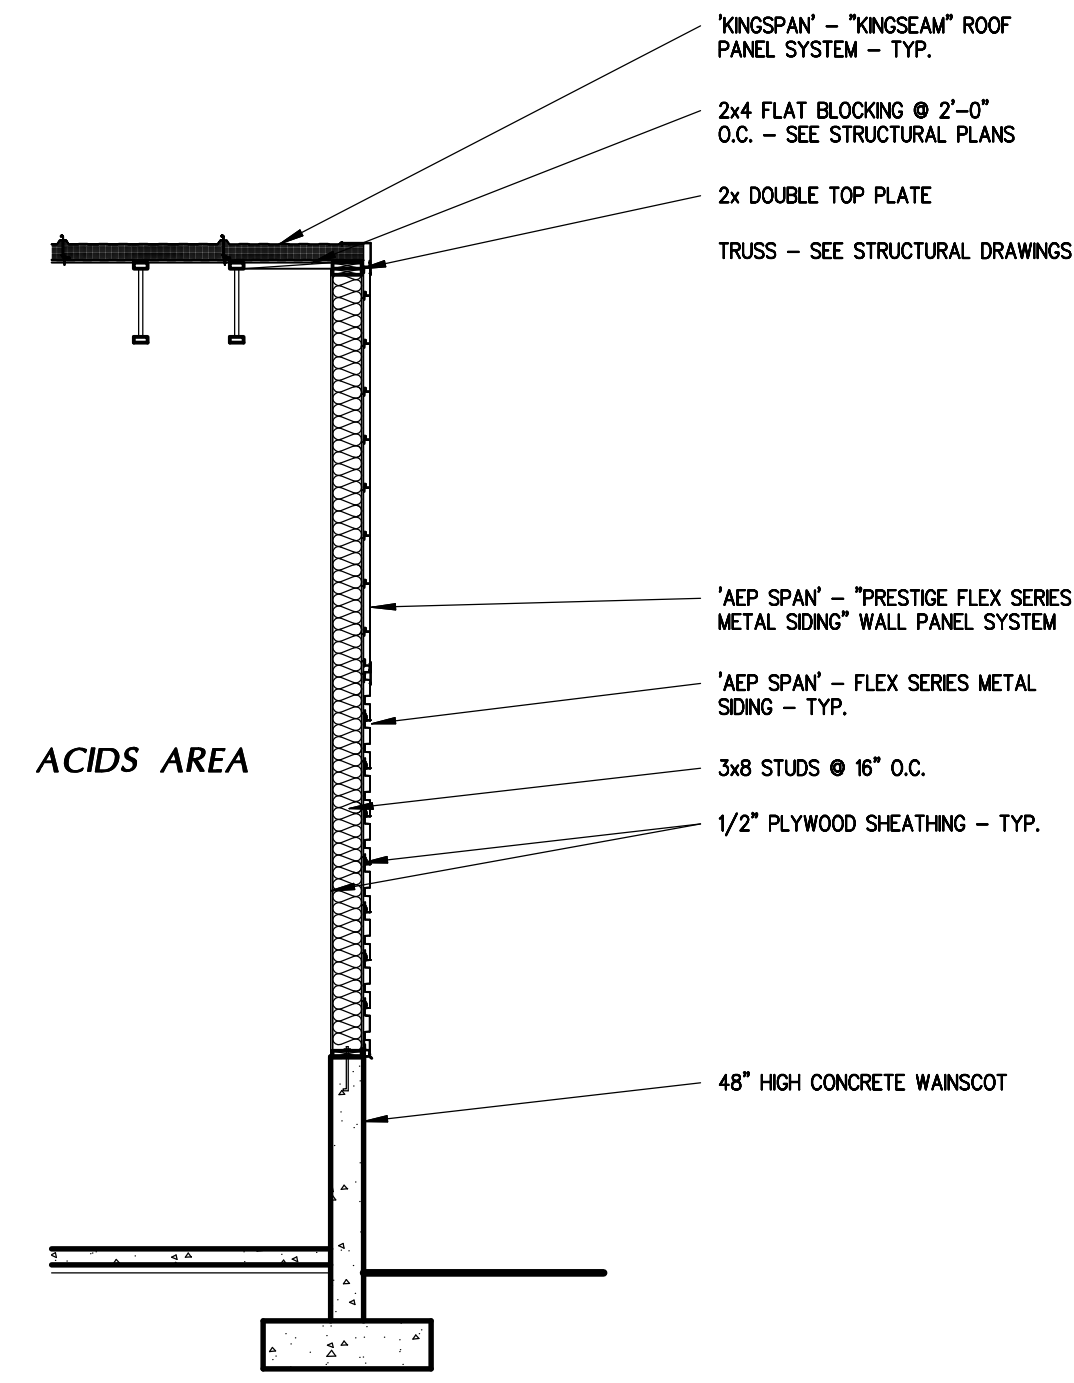 'KINGSPAN' – "KINGSEAM" ROOF
PANEL SYSTEM – TYP.
2x4 FLAT BLOCKING @ 2'–0"
O.C. – SEE STRUCTURAL PLANS
2x DOUBLE TOP PLATE
TRUSS – SEE STRUCTURAL DRAWINGS
'AEP SPAN' – "PRESTIGE FLEX SERIES
METAL SIDING" WALL PANEL SYSTEM
'AEP SPAN' – FLEX SERIES METAL
SIDING – TYP.
ACIDS AREA
3x8 STUDS @ 16" O.C.
1/2" PLYWOOD SHEATHING – TYP.
48" HIGH CONCRETE WAINSCOT